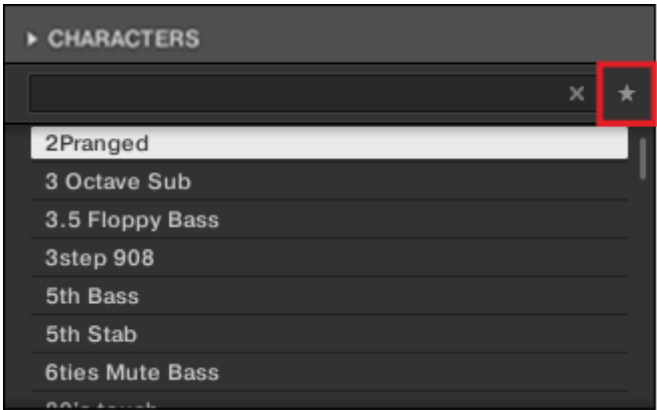 CHARACTERS
2Pranged
3 Octave Sub
3.5 Floppy Bass
3step 908
5th Bass
5th Stab
6ties Mute Bass